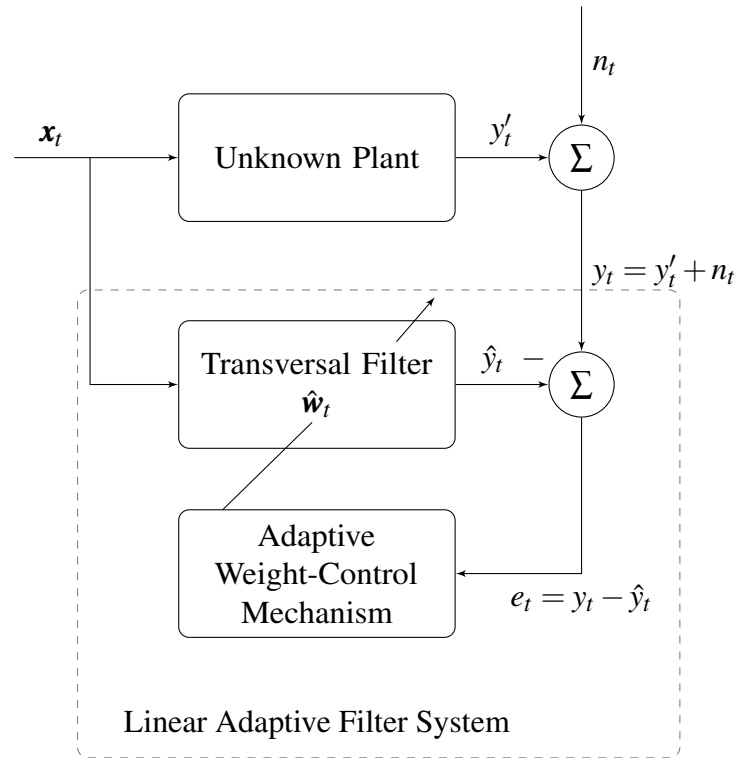 n_t
𝒙_t
Unknown Plant
y′_t
Σ
y_t = y′_t + n_t
Transversal Filter
ŵ_t
ŷ_t
−
Σ
Adaptive
Weight-Control
Mechanism
e_t = y_t − ŷ_t
Linear Adaptive Filter System